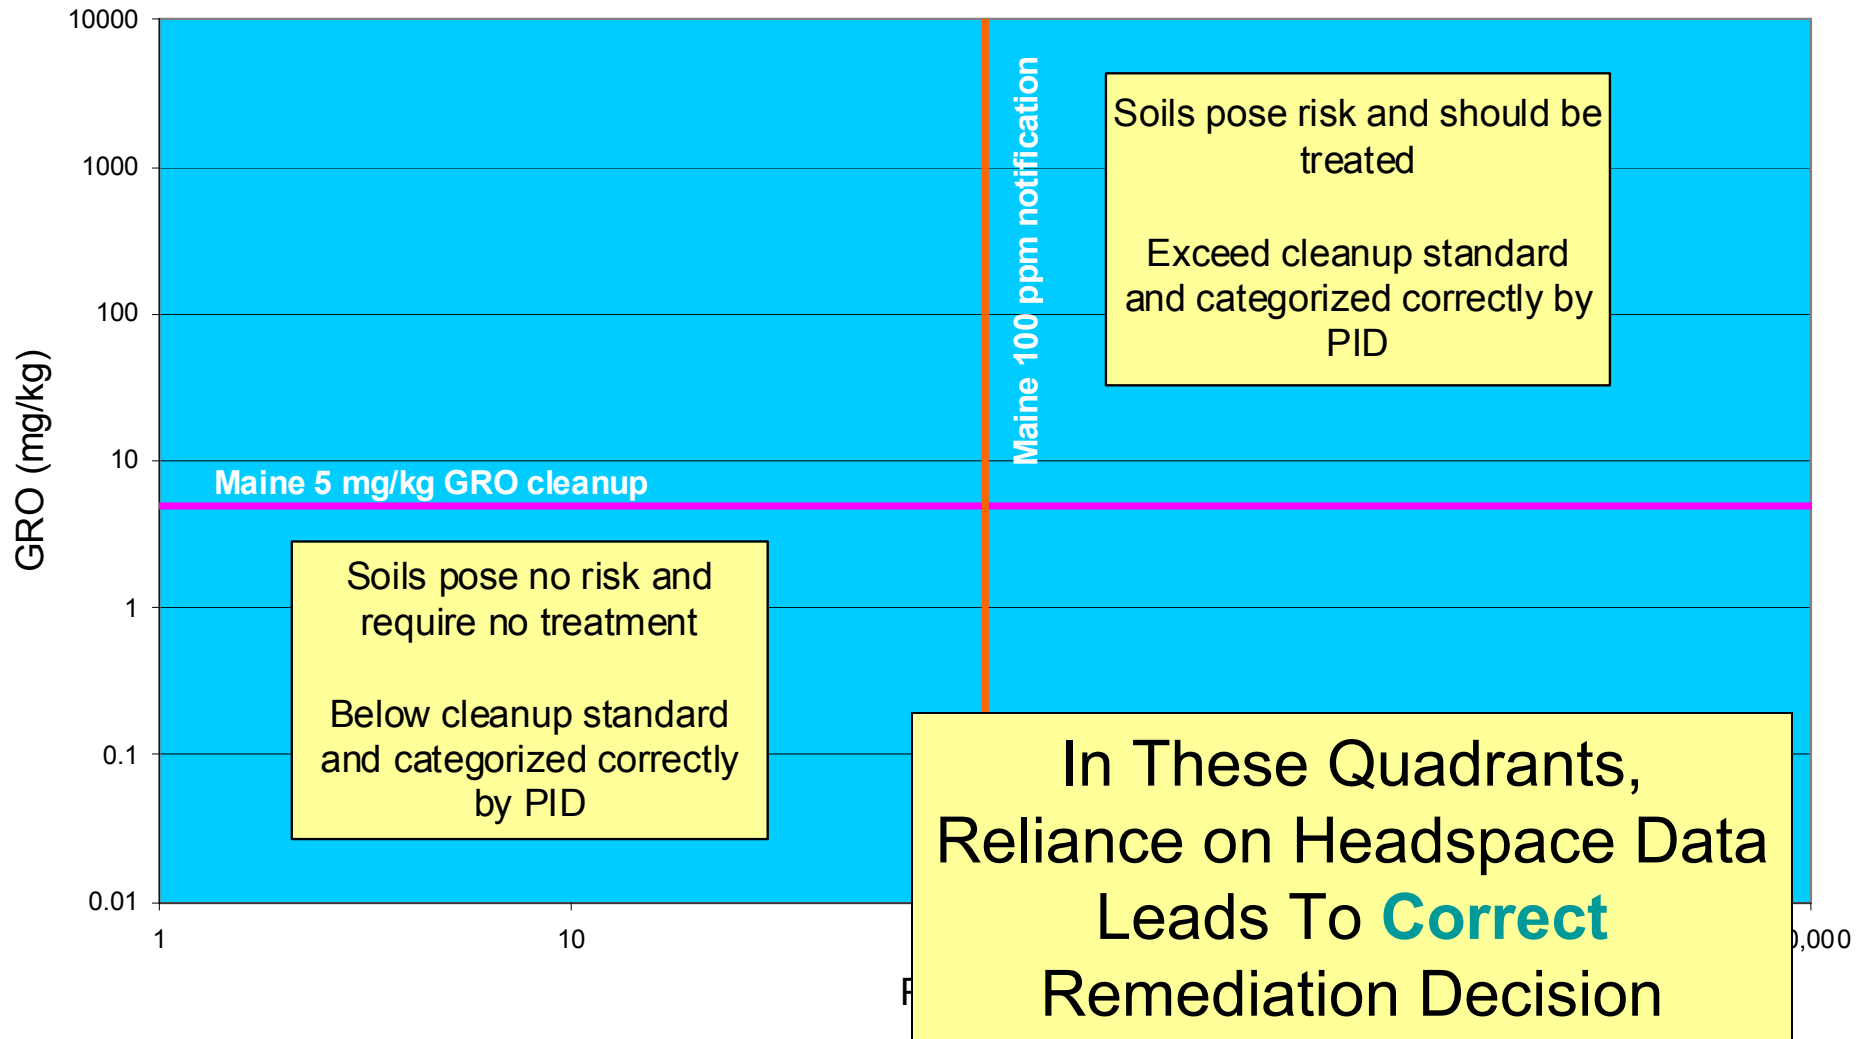 10000
1000
100
10
1
0.1
0.01
GRO (mg/kg)
Maine 5 mg/kg GRO cleanup
Maine 100 ppm notification
Soils pose risk and should be
treated
Exceed cleanup standard
and categorized correctly by
PID
Soils pose no risk and
require no treatment
Below cleanup standard
and categorized correctly
by PID
In These Quadrants,
Reliance on Headspace Data
Leads To Correct
Remediation Decision
1
10
,000